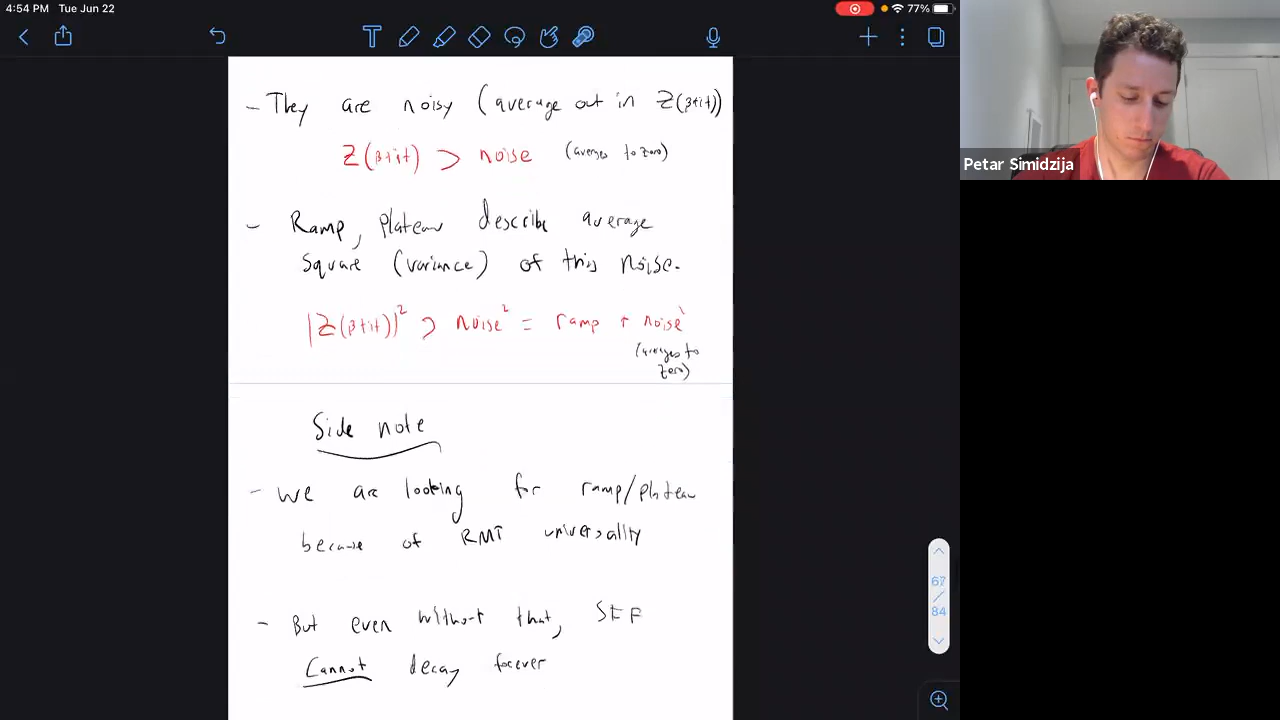 4:54 PM Tue Jun 22
77%
- They are noisy (average out in Z(β+it))
Z(β+it) ⊃ noise (averages to zero)
- Ramp, plateau describe average
square (variance) of this noise.
|Z(β+it)|² ⊃ noise² = ramp + noise'
(averages to
zero)
Side note
- We are looking for ramp/plateau
because of RMT universality
- But even without that, SFF
cannot decay forever
67
/
84
Petar Simidzija